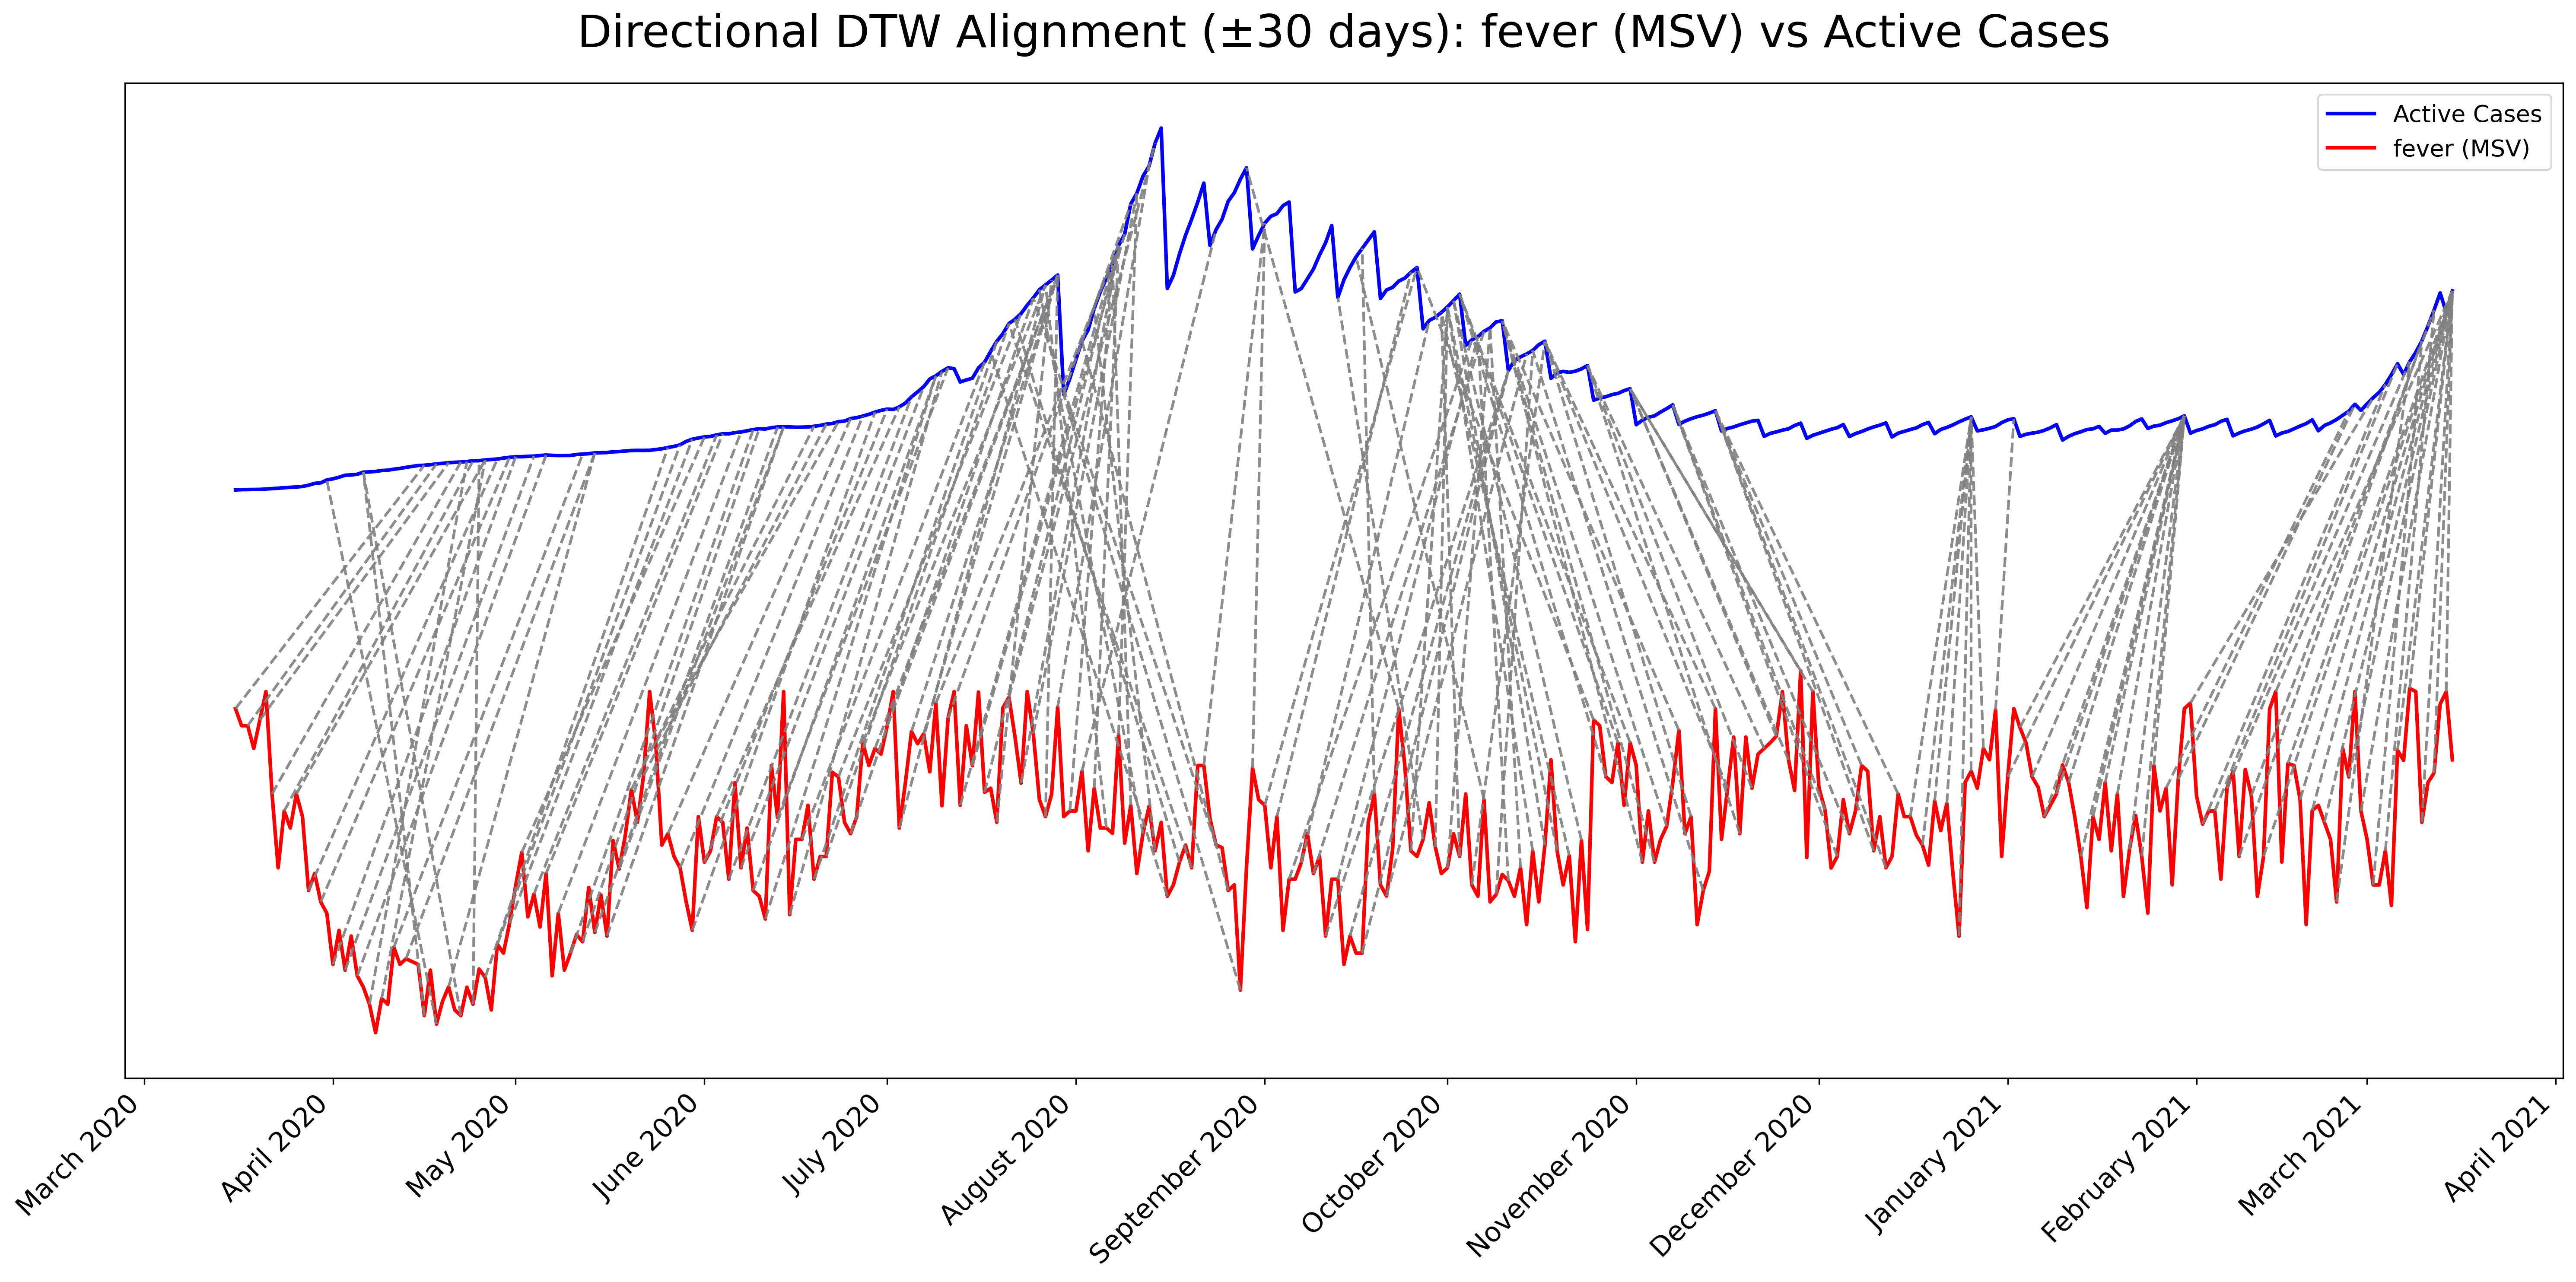 Directional DTW Alignment (±30 days): fever (MSV) vs Active Cases
Active Cases
fever (MSV)
March 2020
April 2020
May 2020
June 2020
July 2020
August 2020
September 2020
October 2020
November 2020
December 2020
January 2021
February 2021
March 2021
April 2021